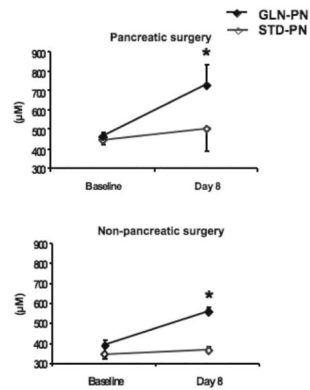 GLN-PN
STD-PN
Pancreatic surgery
*
900
800
700
600
500
400
300
(µM)
Baseline
Day 8
Non-pancreatic surgery
*
900
800
700
600
500
400
300
(µM)
Baseline
Day 8